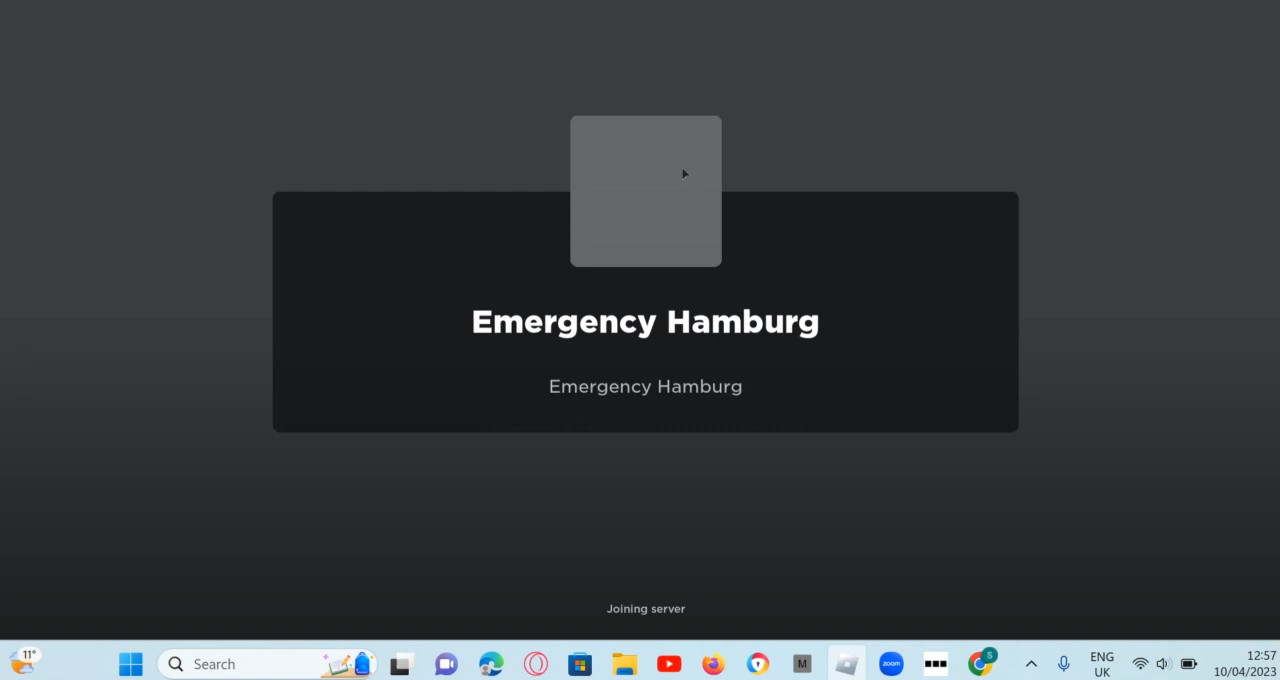 Emergency Hamburg
Emergency Hamburg
Joining server
11°
Search
M
zoom
S
ENG
UK
12:57
10/04/2023